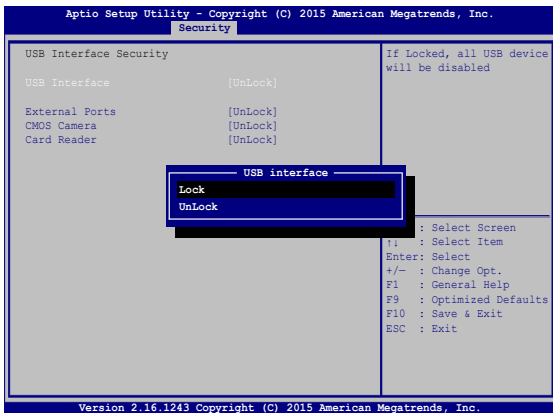 Aptio Setup Utility - Copyright (C) 2015 American Megatrends, Inc.
Security
USB Interface Security
USB Interface [UnLock]
External Ports [UnLock]
CMOS Camera [UnLock]
Card Reader [UnLock]
USB interface
Lock
UnLock
If Locked, all USB device
will be disabled
: Select Screen
↑↓ : Select Item
Enter: Select
+/— : Change Opt.
F1 : General Help
F9 : Optimized Defaults
F10 : Save & Exit
ESC : Exit
Version 2.16.1243 Copyright (C) 2015 American Megatrends, Inc.